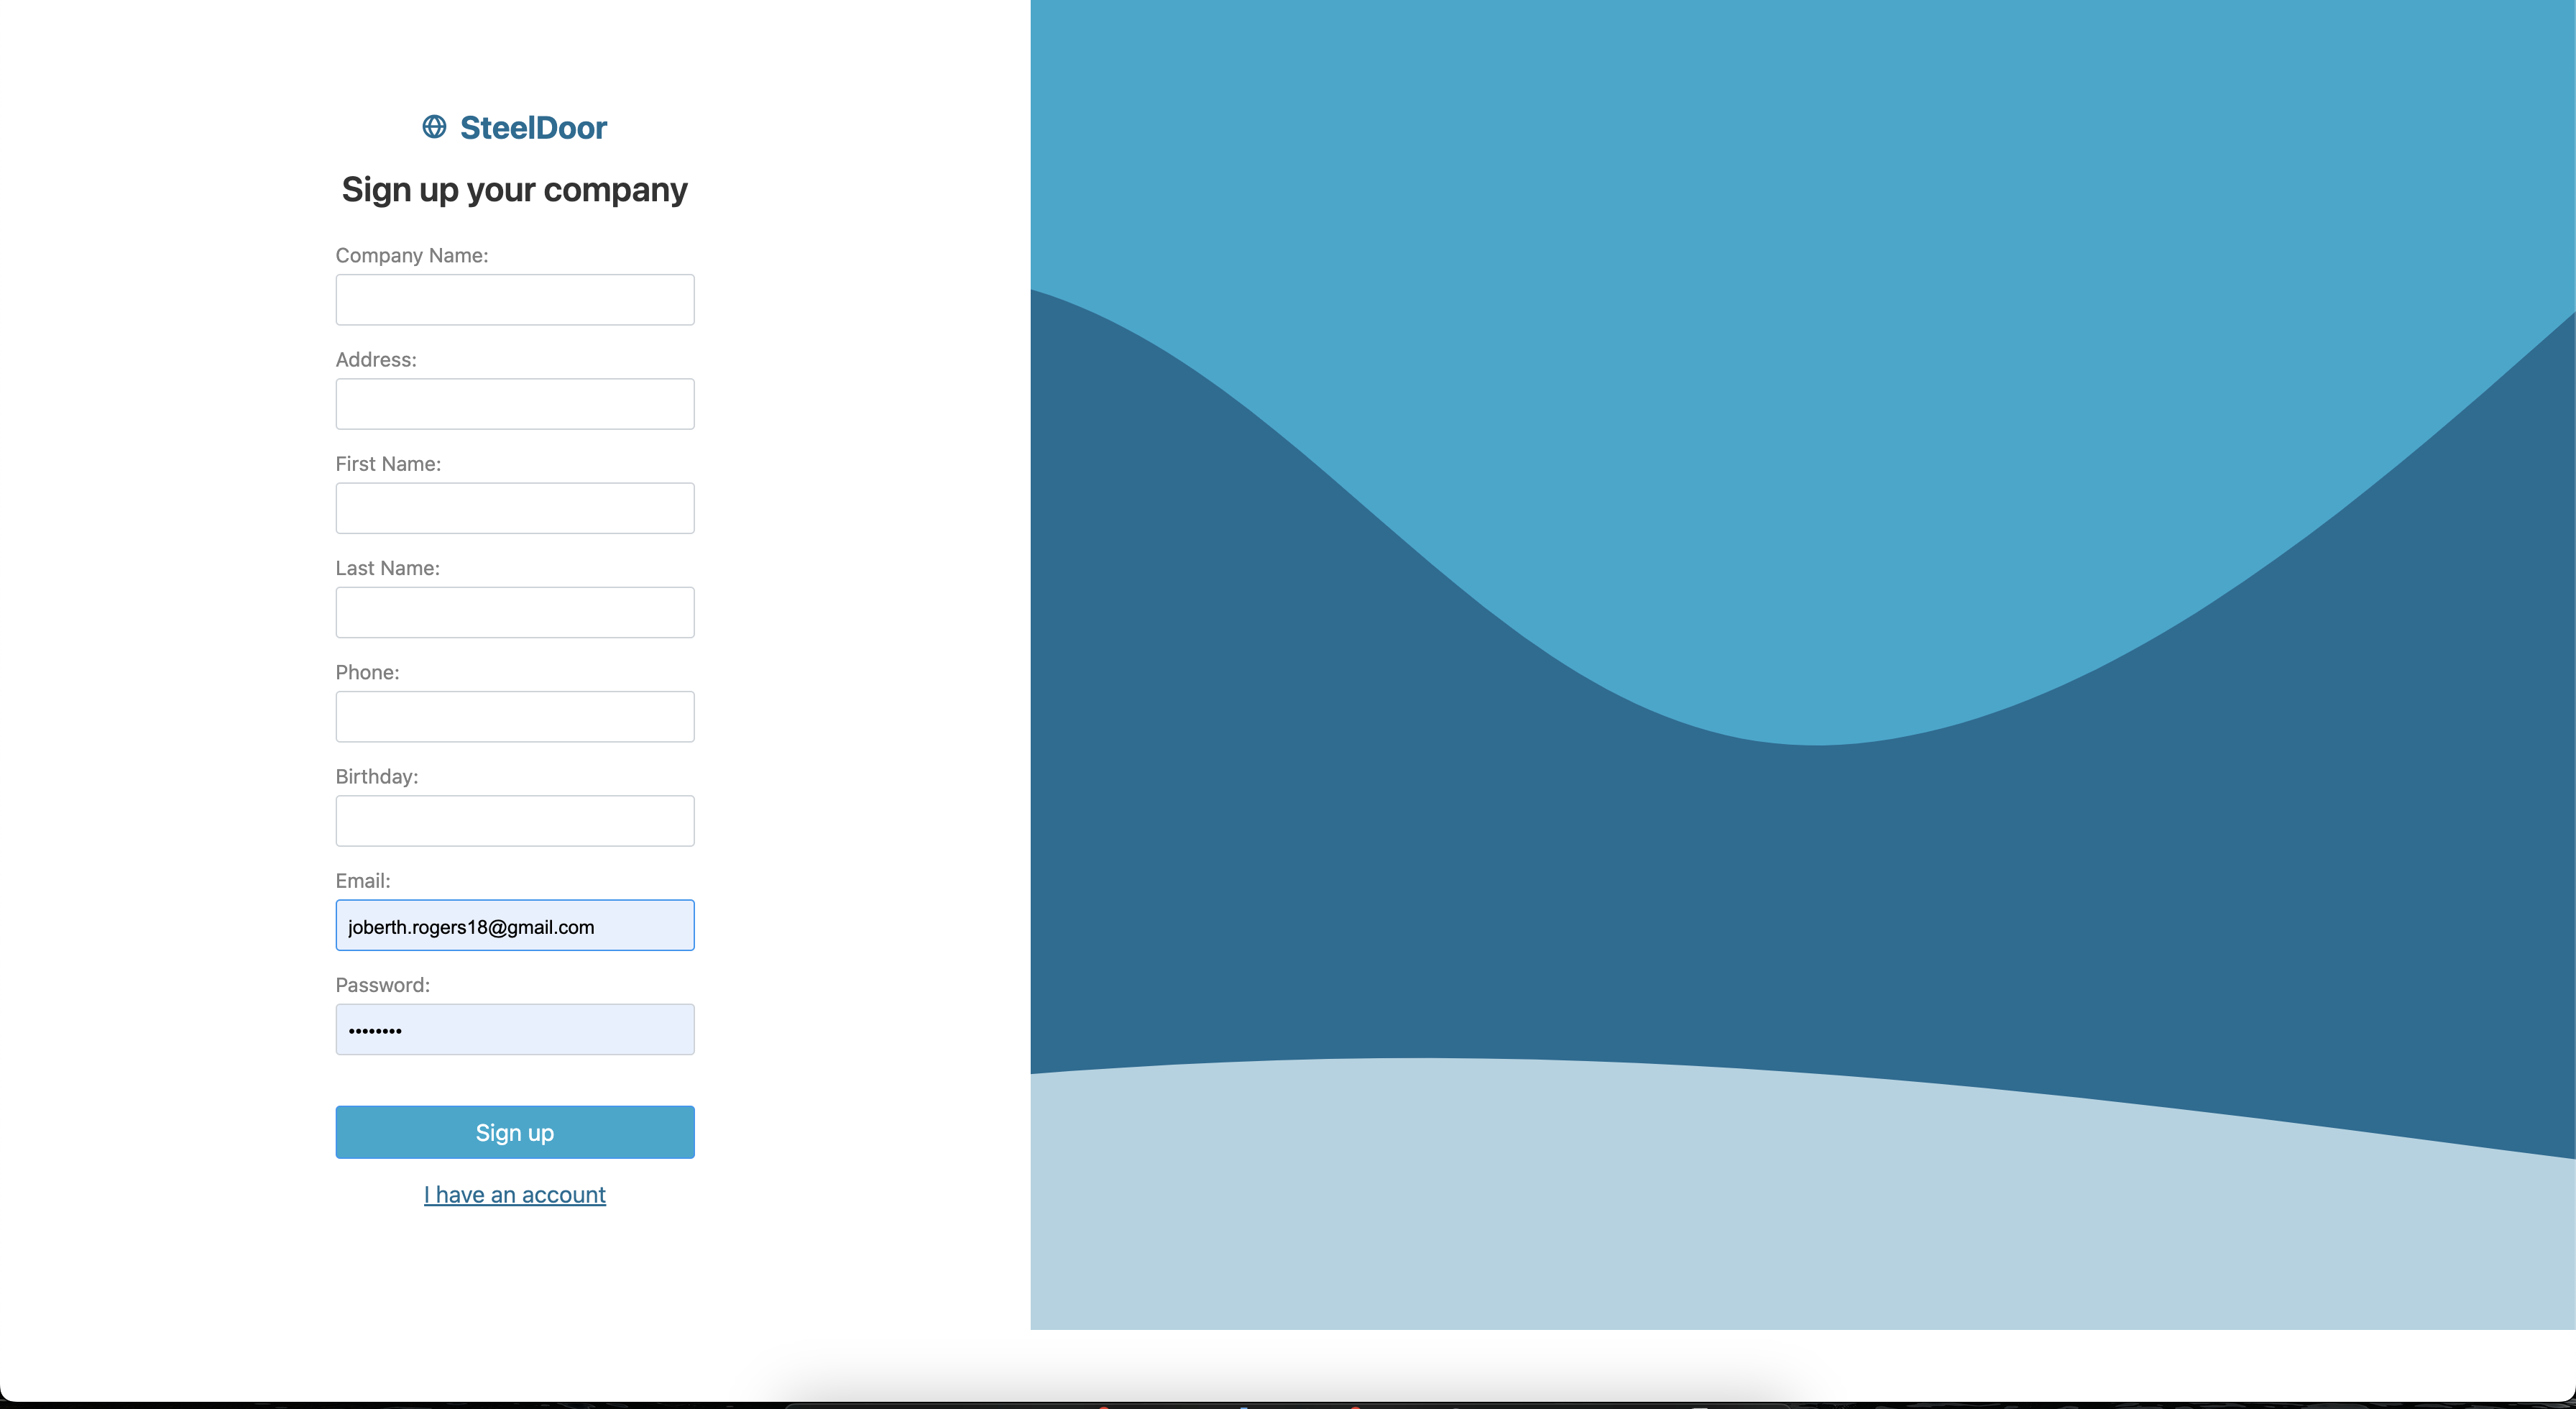 SteelDoor
Sign up your company
Company Name:
Address:
First Name:
Last Name:
Phone:
Birthday:
Email:
joberth.rogers18@gmail.com
Password:
••••••••
Sign up
I have an account